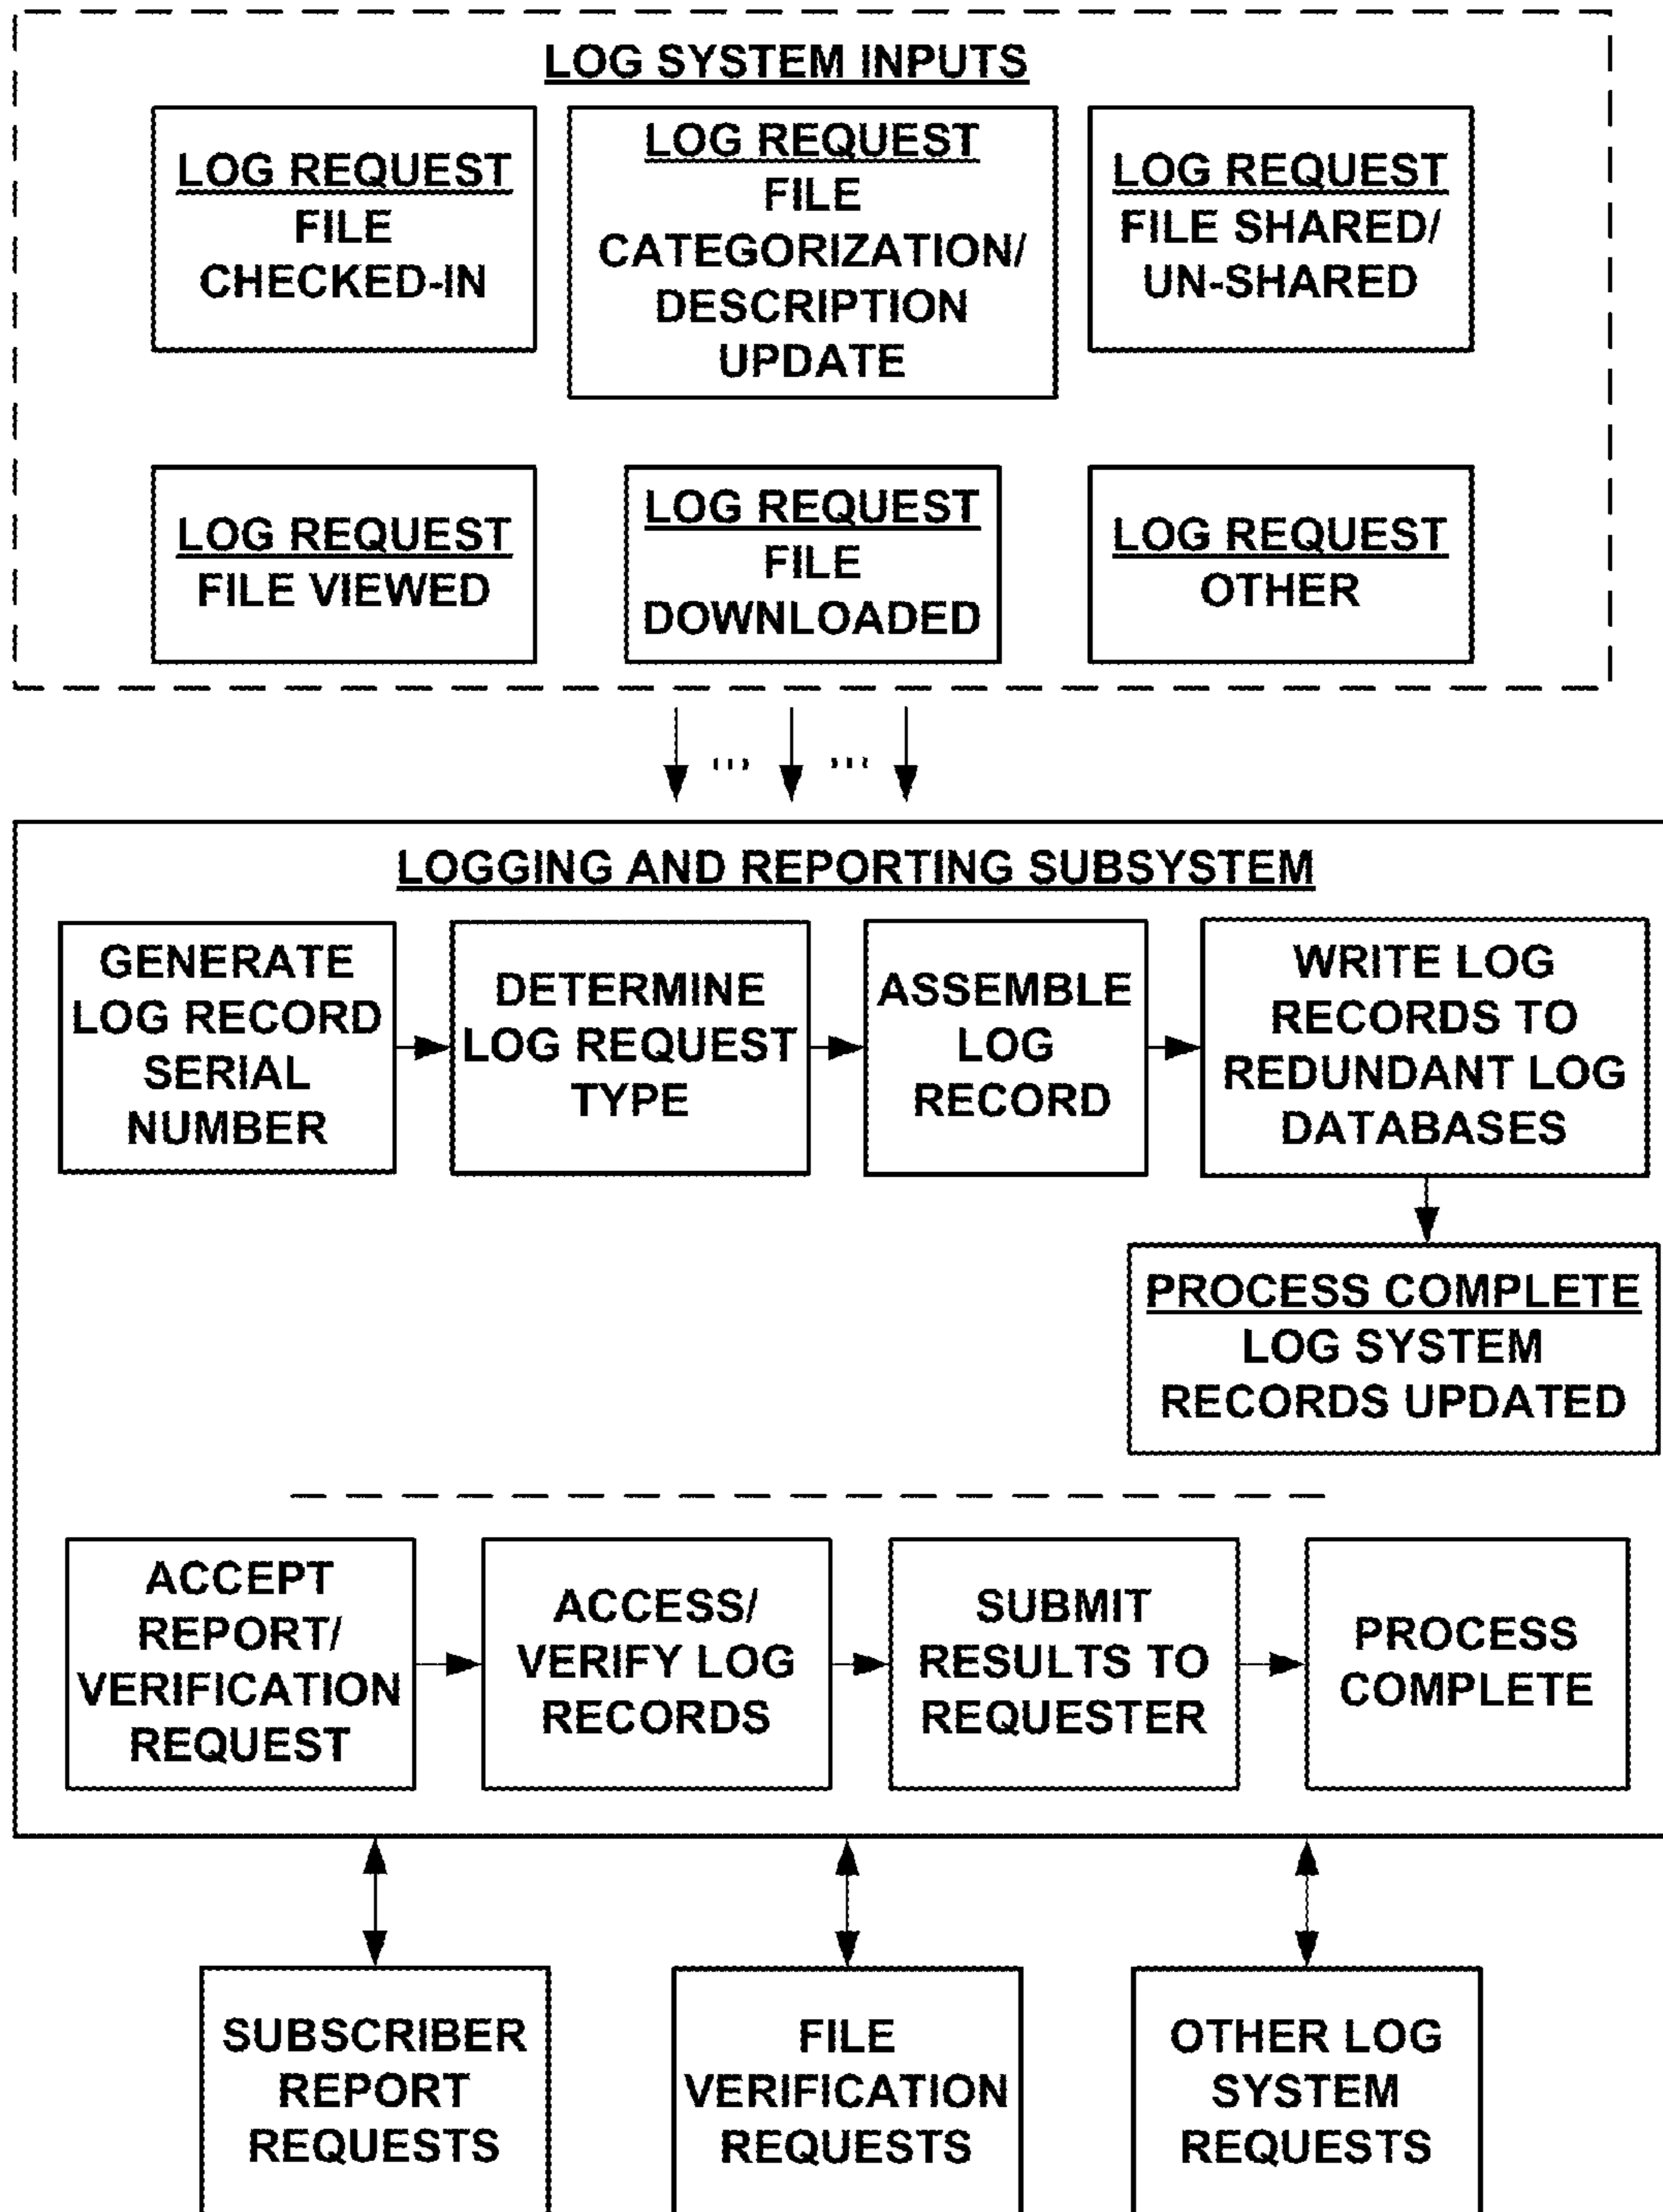 LOG SYSTEM INPUTS
LOG REQUEST
FILE
CHECKED-IN
LOG REQUEST
FILE
CATEGORIZATION/
DESCRIPTION
UPDATE
LOG REQUEST
FILE SHARED/
UN-SHARED
LOG REQUEST
FILE VIEWED
LOG REQUEST
FILE
DOWNLOADED
LOG REQUEST
OTHER
... ...
LOGGING AND REPORTING SUBSYSTEM
GENERATE
LOG RECORD
SERIAL
NUMBER
DETERMINE
LOG REQUEST
TYPE
ASSEMBLE
LOG
RECORD
WRITE LOG
RECORDS TO
REDUNDANT LOG
DATABASES
PROCESS COMPLETE
LOG SYSTEM
RECORDS UPDATED
ACCEPT
REPORT/
VERIFICATION
REQUEST
ACCESS/
VERIFY LOG
RECORDS
SUBMIT
RESULTS TO
REQUESTER
PROCESS
COMPLETE
SUBSCRIBER
REPORT
REQUESTS
FILE
VERIFICATION
REQUESTS
OTHER LOG
SYSTEM
REQUESTS